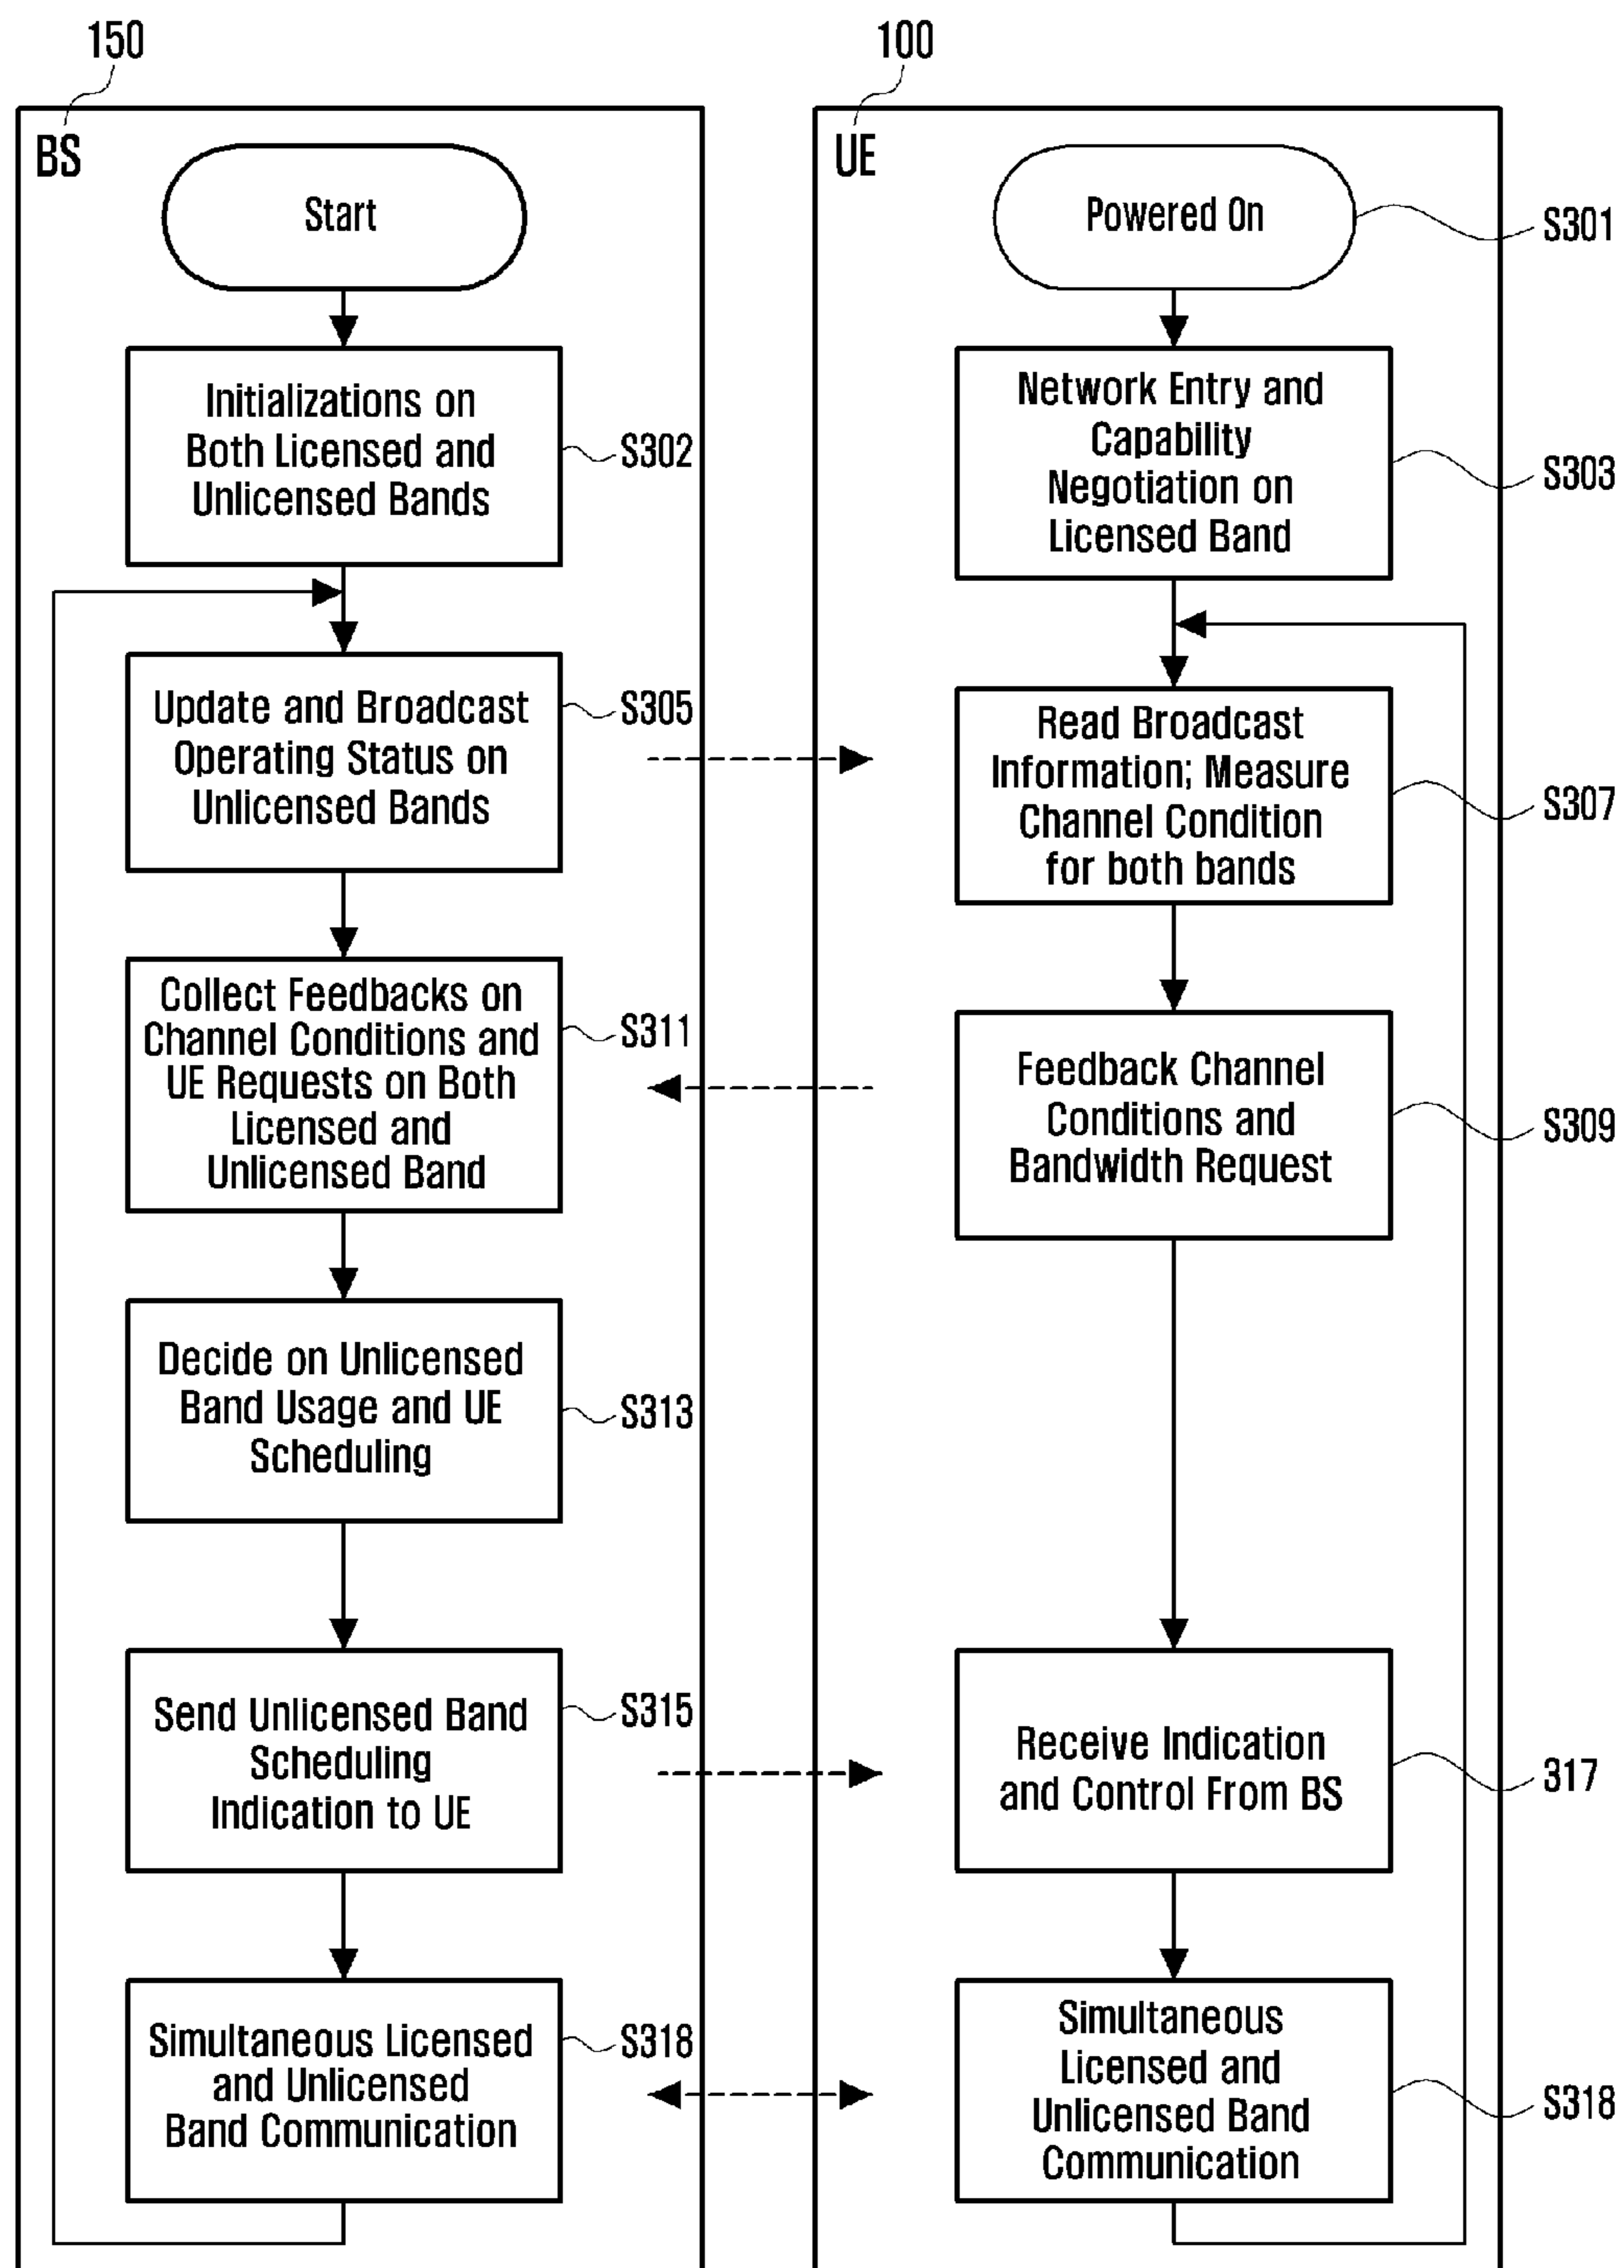 150
BS
Start
Initializations on
Both Licensed and
Unlicensed Bands
S302
Update and Broadcast
Operating Status on
Unlicensed Bands
S305
Collect Feedbacks on
Channel Conditions and
UE Requests on Both
Licensed and
Unlicensed Band
S311
Decide on Unlicensed
Band Usage and UE
Scheduling
S313
Send Unlicensed Band
Scheduling
Indication to UE
S315
Simultaneous Licensed
and Unlicensed
Band Communication
S318
100
UE
Powered On
S301
Network Entry and
Capability
Negotiation on
Licensed Band
S303
Read Broadcast
Information; Measure
Channel Condition
for both bands
S307
Feedback Channel
Conditions and
Bandwidth Request
S309
Receive Indication
and Control From BS
317
Simultaneous
Licensed and
Unlicensed Band
Communication
S318